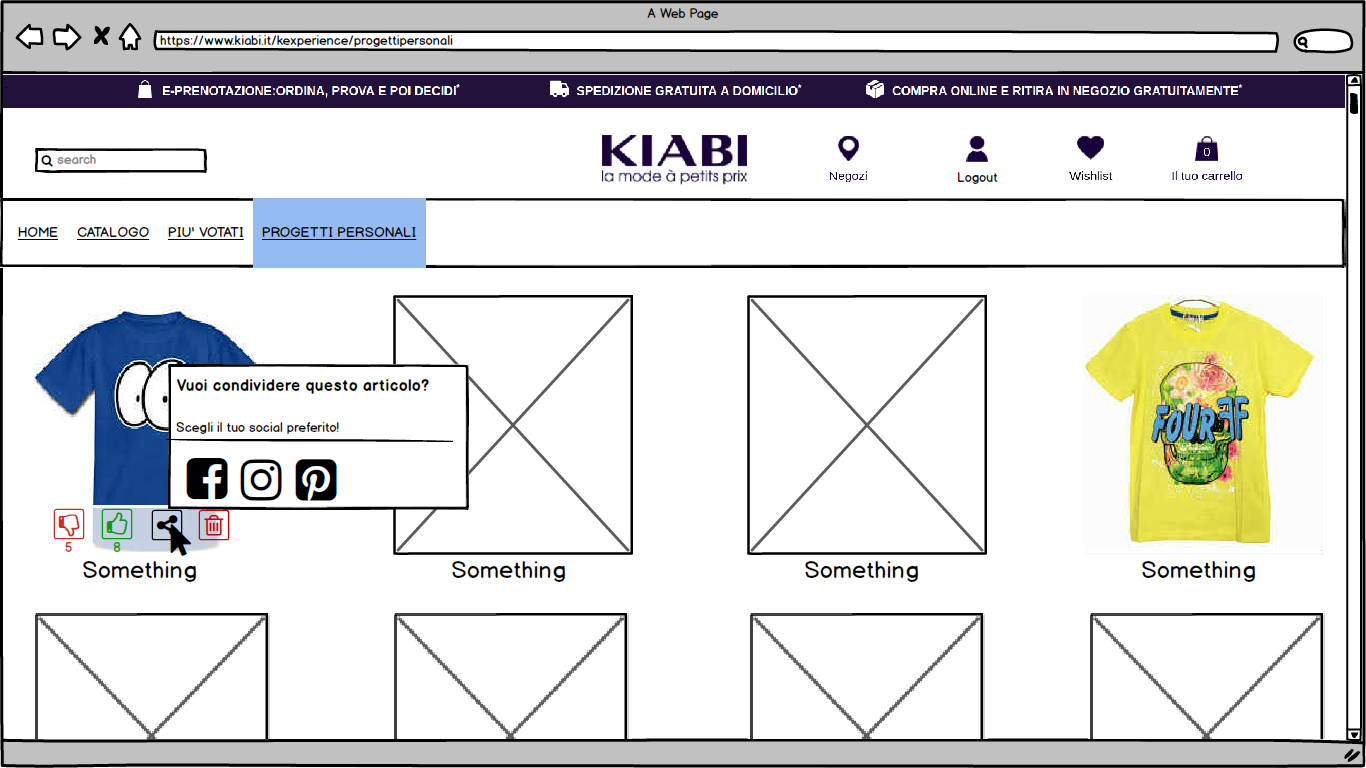 A Web Page
https://www.kiabi.it/kexperience/progettipersonali
E-PRENOTAZIONE:ORDINA, PROVA E POI DECIDI* SPEDIZIONE GRATUITA A DOMICILIO* COMPRA ONLINE E RITIRA IN NEGOZIO GRATUITAMENTE*
search
KIABI
la mode à petits prix
Negozi
Logout
Wishlist
0
Il tuo carrello
HOME CATALOGO PIU' VOTATI PROGETTI PERSONALI
Vuoi condividere questo articolo?
Scegli il tuo social preferito!
FOUR
5 8
Something Something Something Something